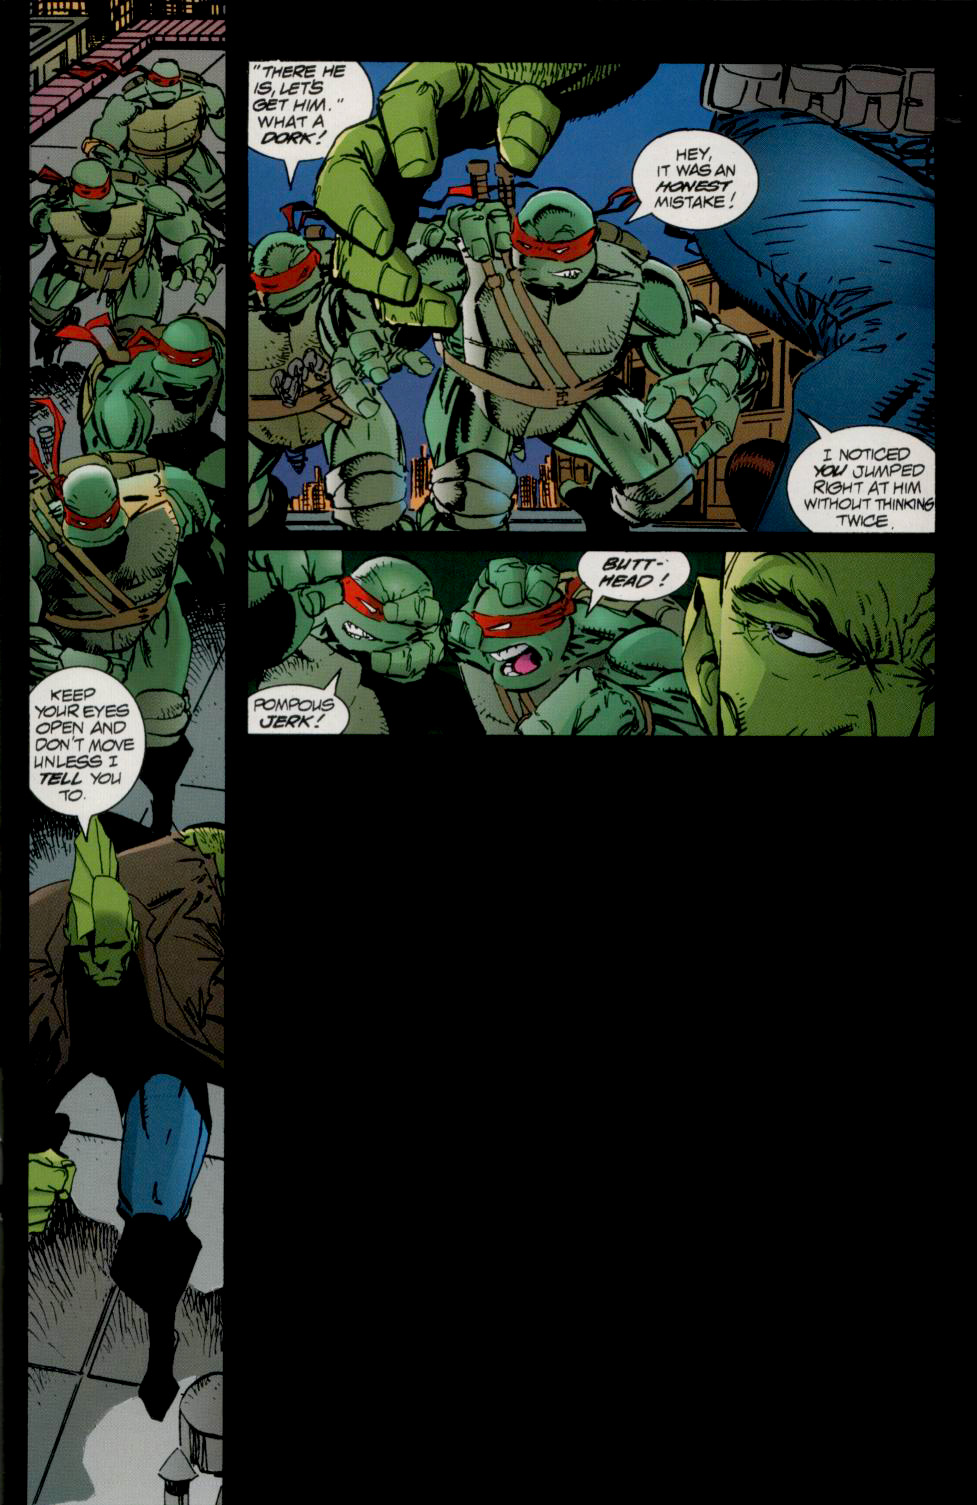 KEEP
YOUR EYES
OPEN AND
DON'T MOVE
UNLESS I
TELL YOU
TO.
"THERE HE
IS, LET'S
GET HIM."
WHAT A
DORK!
HEY,
IT WAS AN
HONEST
MISTAKE!
I NOTICED
YOU JUMPED
RIGHT AT HIM
WITHOUT THINKING
TWICE.
POMPOUS
JERK!
BUTT-
HEAD!